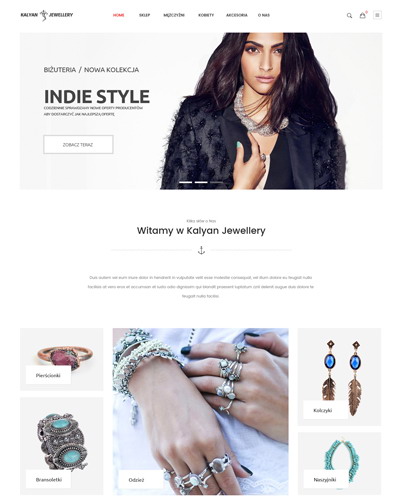 KALYAN JEWELLERY
HOME SKLEP MĘŻCZYŹNI KOBIETY AKCESORIA O NAS
BIŻUTERIA / NOWA KOLEKCJA
INDIE STYLE
CODZIENNIE SPRAWDZAMY NOWE OFERTY PRODUCENTÓW
ABY DOSTARCZYĆ JAK NAJLEPSZĄ OFERTĘ.
ZOBACZ TERAZ
Kilka słów o Nas
Witamy w Kalyan Jewellery
Duis autem vel eum iriure dolor in hendrerit in vulputate velit esse molestie consequat, vel illum dolore eu feugiat nulla
facilisis at vero eros et accumsan et iusto odio dignissim qui blandit praesent luptatum zzril delenit augue duis dolore te
feugait nulla facilisi.
Pierścionki
Kolczyki
Bransoletki
Odzież
Naszyjniki